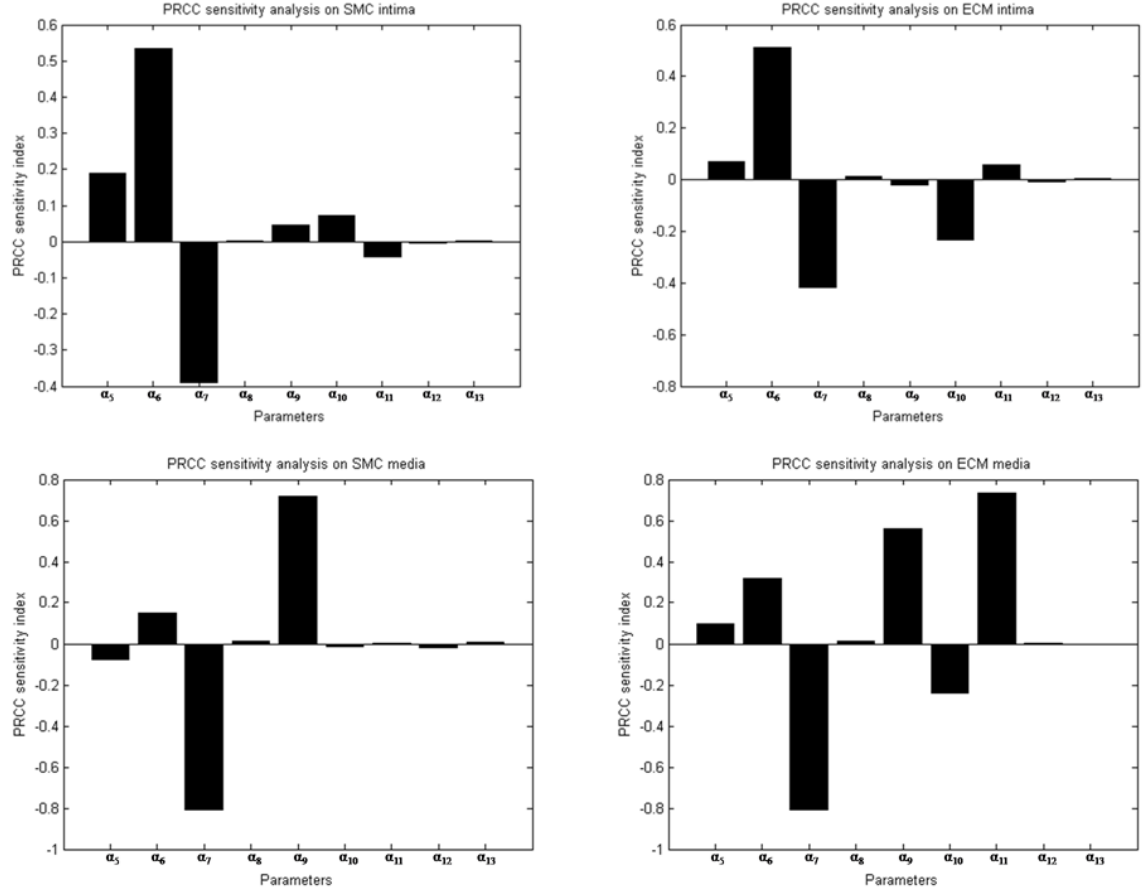 PRCC sensitivity analysis on SMC intima
PRCC sensitivity index
0.6
0.5
0.4
0.3
0.2
0.1
0
-0.1
-0.2
-0.3
-0.4
α5 α6 α7 α8 α9 α10 α11 α12 α13
Parameters
PRCC sensitivity analysis on ECM intima
PRCC sensitivity index
0.6
0.4
0.2
0
-0.2
-0.4
-0.6
-0.8
α5 α6 α7 α8 α9 α10 α11 α12 α13
Parameters
PRCC sensitivity analysis on SMC media
PRCC sensitivity index
0.8
0.6
0.4
0.2
0
-0.2
-0.4
-0.6
-0.8
-1
α5 α6 α7 α8 α9 α10 α11 α12 α13
Parameters
PRCC sensitivity analysis on ECM media
PRCC sensitivity index
0.8
0.6
0.4
0.2
0
-0.2
-0.4
-0.6
-0.8
-1
α5 α6 α7 α8 α9 α10 α11 α12 α13
Parameters